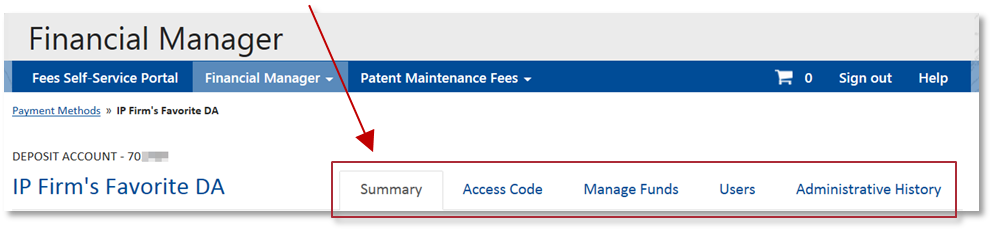 Financial Manager
Fees Self-Service Portal Financial Manager Patent Maintenance Fees 0 Sign out Help
Payment Methods » IP Firm's Favorite DA
DEPOSIT ACCOUNT - 70
IP Firm's Favorite DA Summary Access Code Manage Funds Users Administrative History